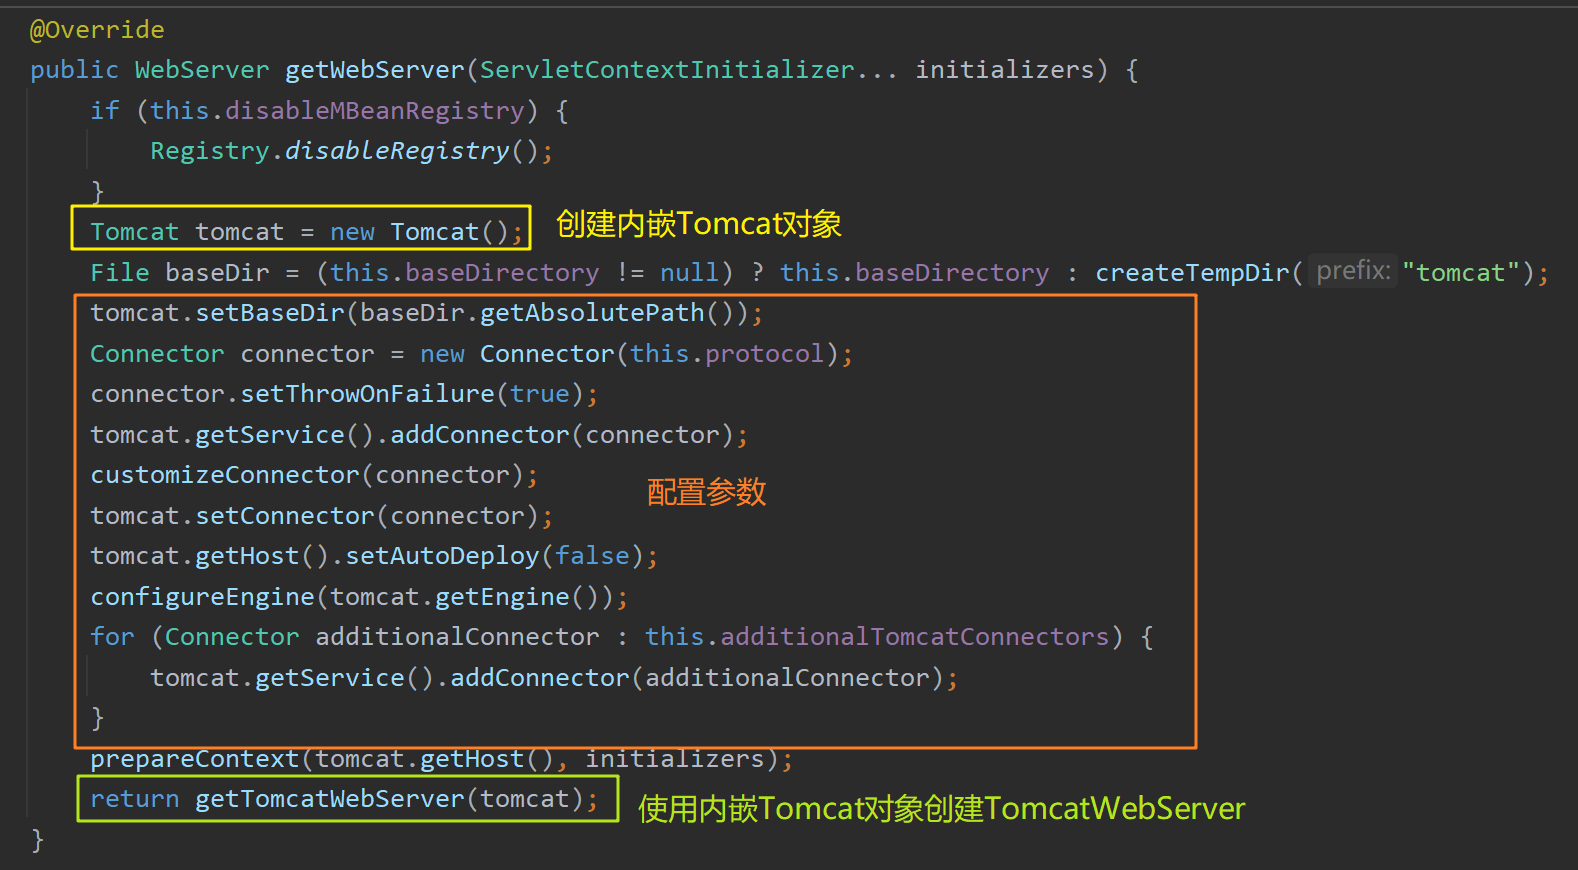 @Override
public WebServer getWebServer(ServletContextInitializer... initializers) {
if (this.disableMBeanRegistry) {
Registry.disableRegistry();
}
Tomcat tomcat = new Tomcat(); 创建内嵌Tomcat对象
File baseDir = (this.baseDirectory != null) ? this.baseDirectory : createTempDir( prefix: "tomcat");
tomcat.setBaseDir(baseDir.getAbsolutePath());
Connector connector = new Connector(this.protocol);
connector.setThrowOnFailure(true);
tomcat.getService().addConnector(connector);
customizeConnector(connector); 配置参数
tomcat.setConnector(connector);
tomcat.getHost().setAutoDeploy(false);
configureEngine(tomcat.getEngine());
for (Connector additionalConnector : this.additionalTomcatConnectors) {
tomcat.getService().addConnector(additionalConnector);
}
prepareContext(tomcat.getHost(), initializers);
return getTomcatWebServer(tomcat); 使用内嵌Tomcat对象创建TomcatWebServer
}